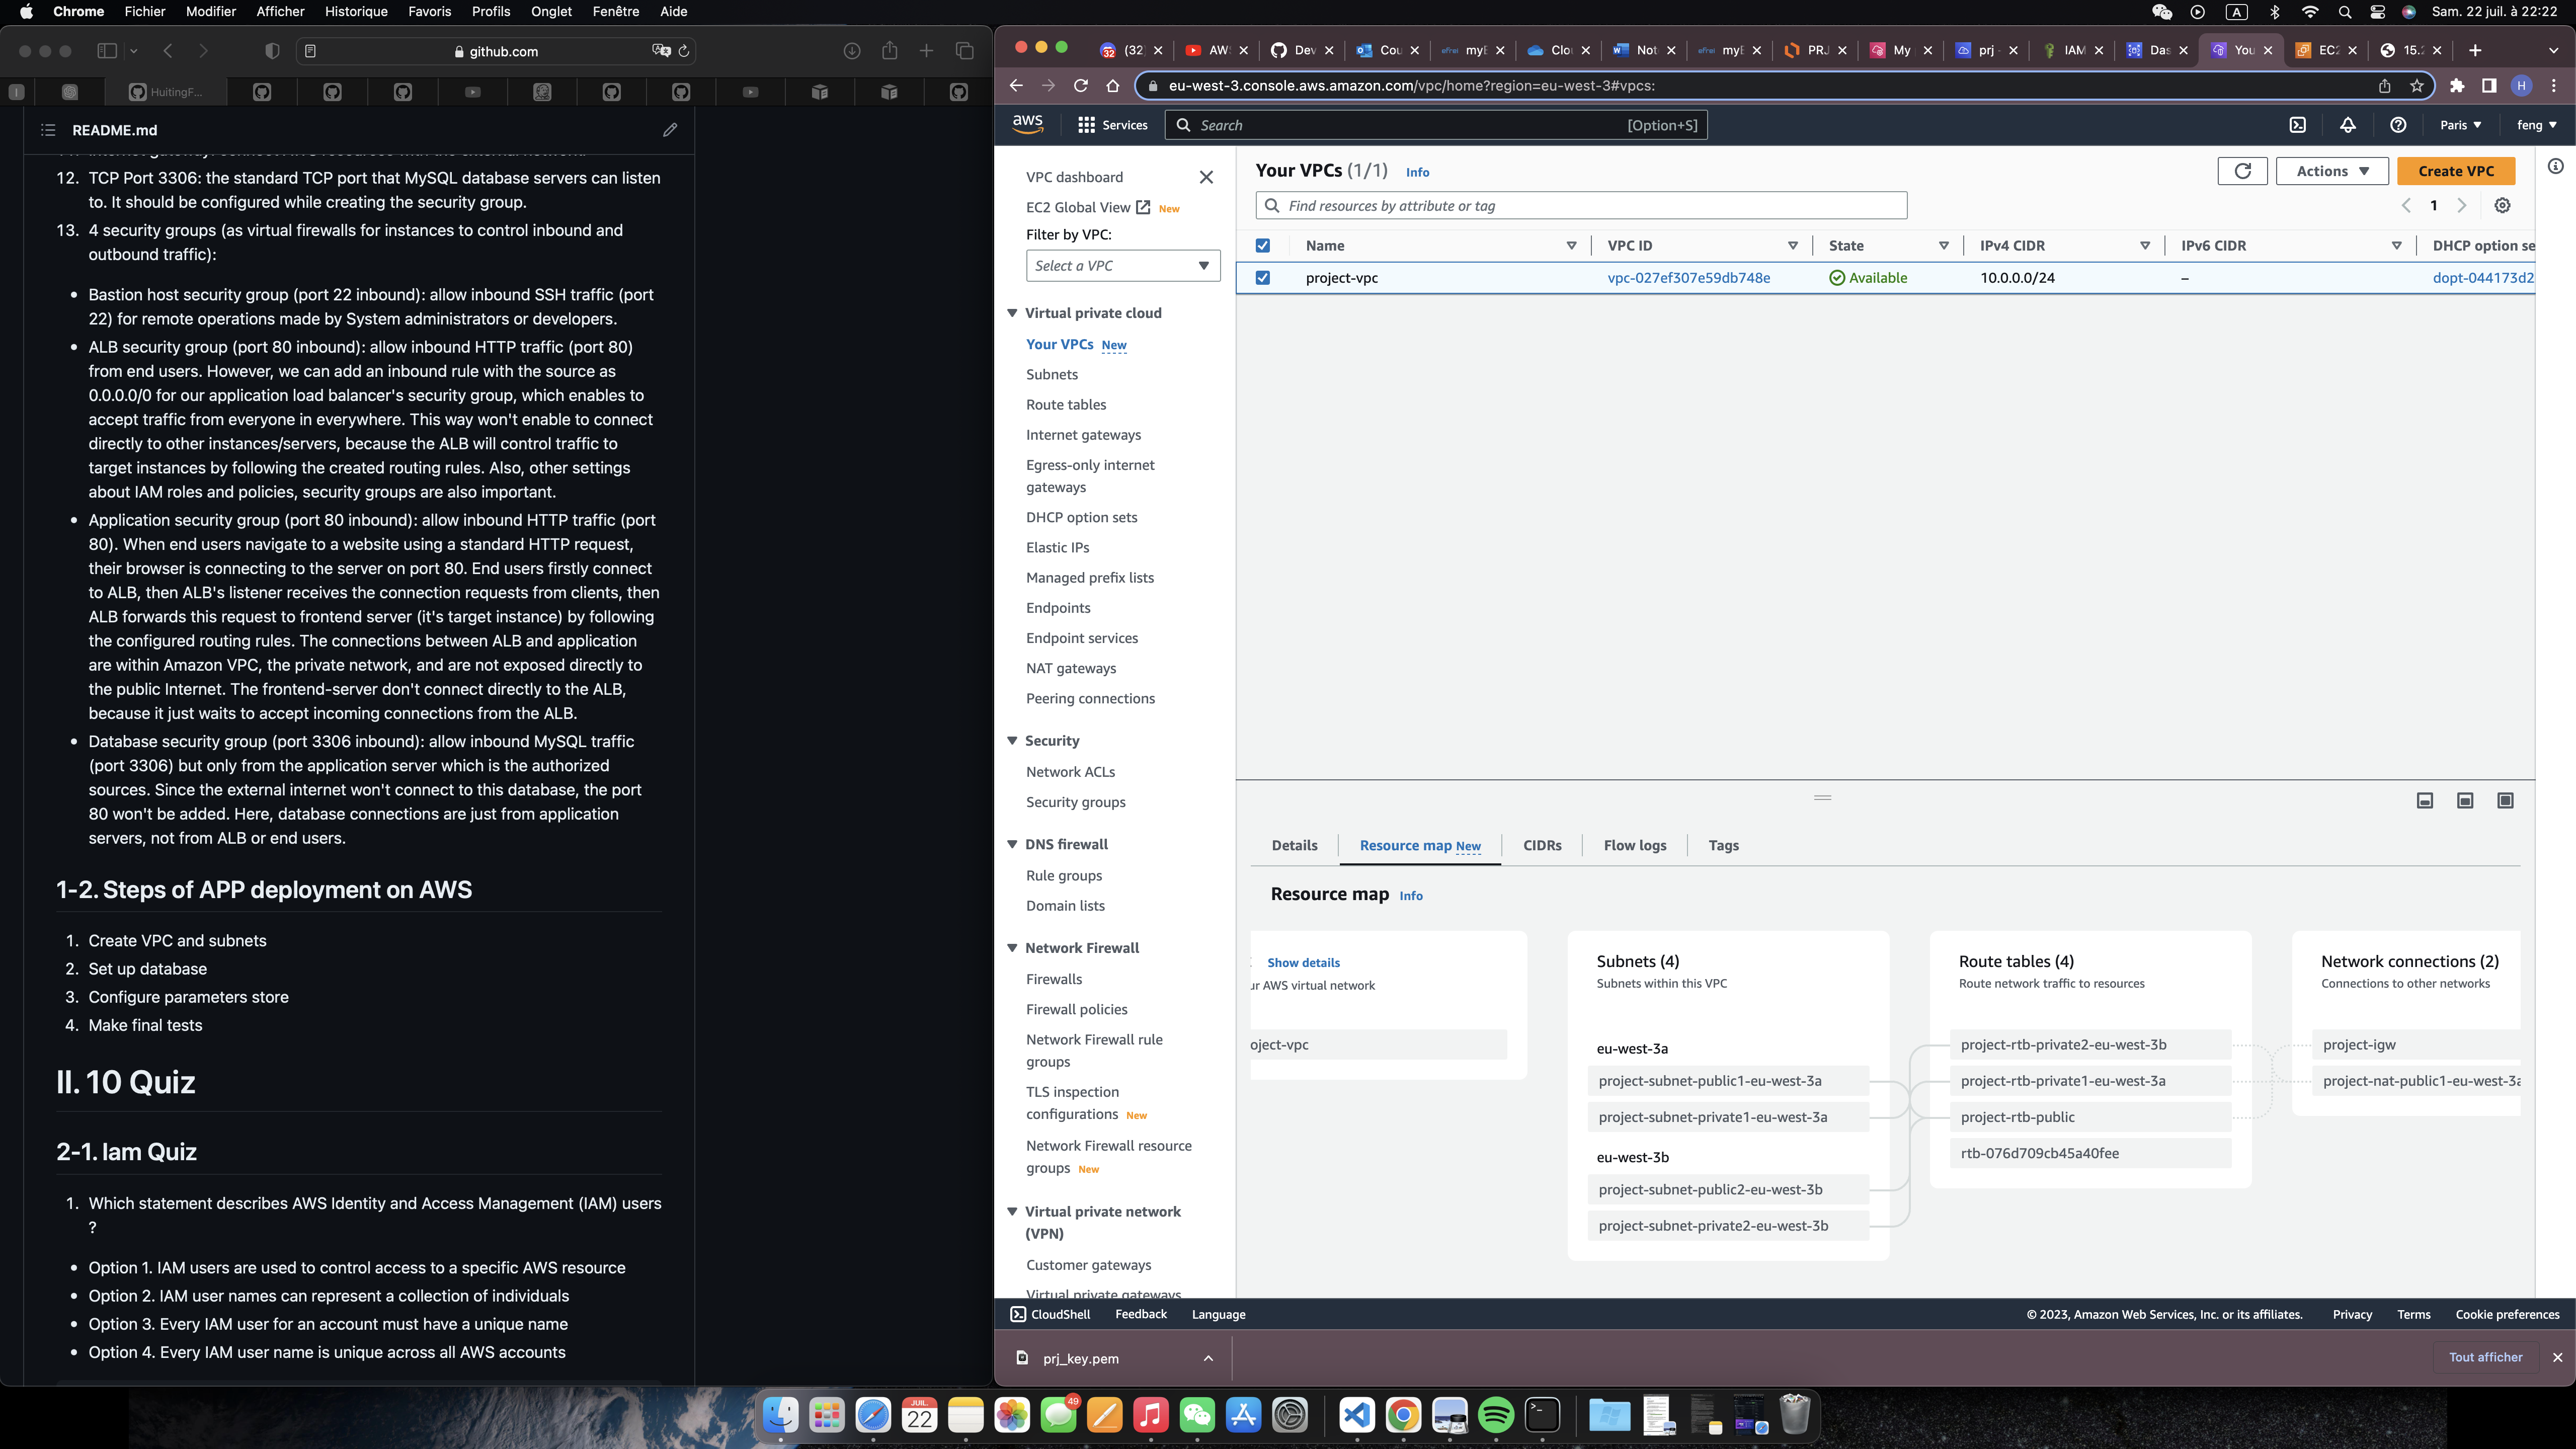 Chrome Fichier Modifier Afficher Historique Favoris Profils Onglet Fenêtre Aide
A
Sam. 22 juil. à 22:22
github.com
HuitingF...
README.md
12. TCP Port 3306: the standard TCP port that MySQL database servers can listen
to. It should be configured while creating the security group.
13. 4 security groups (as virtual firewalls for instances to control inbound and
outbound traffic):
• Bastion host security group (port 22 inbound): allow inbound SSH traffic (port
22) for remote operations made by System administrators or developers.
• ALB security group (port 80 inbound): allow inbound HTTP traffic (port 80)
from end users. However, we can add an inbound rule with the source as
0.0.0.0/0 for our application load balancer's security group, which enables to
accept traffic from everyone in everywhere. This way won't enable to connect
directly to other instances/servers, because the ALB will control traffic to
target instances by following the created routing rules. Also, other settings
about IAM roles and policies, security groups are also important.
• Application security group (port 80 inbound): allow inbound HTTP traffic (port
80). When end users navigate to a website using a standard HTTP request,
their browser is connecting to the server on port 80. End users firstly connect
to ALB, then ALB's listener receives the connection requests from clients, then
ALB forwards this request to frontend server (it's target instance) by following
the configured routing rules. The connections between ALB and application
are within Amazon VPC, the private network, and are not exposed directly to
the public Internet. The frontend-server don't connect directly to the ALB,
because it just waits to accept incoming connections from the ALB.
• Database security group (port 3306 inbound): allow inbound MySQL traffic
(port 3306) but only from the application server which is the authorized
sources. Since the external internet won't connect to this database, the port
80 won't be added. Here, database connections are just from application
servers, not from ALB or end users.
1-2. Steps of APP deployment on AWS
1. Create VPC and subnets
2. Set up database
3. Configure parameters store
4. Make final tests
II. 10 Quiz
2-1. Iam Quiz
1. Which statement describes AWS Identity and Access Management (IAM) users
?
• Option 1. IAM users are used to control access to a specific AWS resource
• Option 2. IAM user names can represent a collection of individuals
• Option 3. Every IAM user for an account must have a unique name
• Option 4. Every IAM user name is unique across all AWS accounts
32 (32) AW Dev Cou efrei myE Clo Not efrei myE PRJ My prj - IAM Das You EC2 15.2
eu-west-3.console.aws.amazon.com/vpc/home?region=eu-west-3#vpcs:
H
aws Services Search [Option+S] Paris feng
VPC dashboard
EC2 Global View New
Filter by VPC:
Select a VPC
Virtual private cloud
Your VPCs New
Subnets
Route tables
Internet gateways
Egress-only internet
gateways
DHCP option sets
Elastic IPs
Managed prefix lists
Endpoints
Endpoint services
NAT gateways
Peering connections
Security
Network ACLs
Security groups
DNS firewall
Rule groups
Domain lists
Network Firewall
Firewalls
Firewall policies
Network Firewall rule
groups
TLS inspection
configurations New
Network Firewall resource
groups New
Virtual private network
(VPN)
Customer gateways
Virtual private gateways
Your VPCs (1/1) Info
Actions
Create VPC
Find resources by attribute or tag
1
Name VPC ID State IPv4 CIDR IPv6 CIDR DHCP option se
project-vpc vpc-027ef307e59db748e Available 10.0.0.0/24 – dopt-044173d2
Details Resource map New CIDRs Flow logs Tags
Resource map Info
Show details
ur AWS virtual network
oject-vpc
Subnets (4)
Subnets within this VPC
eu-west-3a
project-subnet-public1-eu-west-3a
project-subnet-private1-eu-west-3a
eu-west-3b
project-subnet-public2-eu-west-3b
project-subnet-private2-eu-west-3b
Route tables (4)
Route network traffic to resources
project-rtb-private2-eu-west-3b
project-rtb-private1-eu-west-3a
project-rtb-public
rtb-076d709cb45a40fee
Network connections (2)
Connections to other networks
project-igw
project-nat-public1-eu-west-3a
CloudShell Feedback Language
© 2023, Amazon Web Services, Inc. or its affiliates. Privacy Terms Cookie preferences
prj_key.pem
Tout afficher
JUIL.
22
49